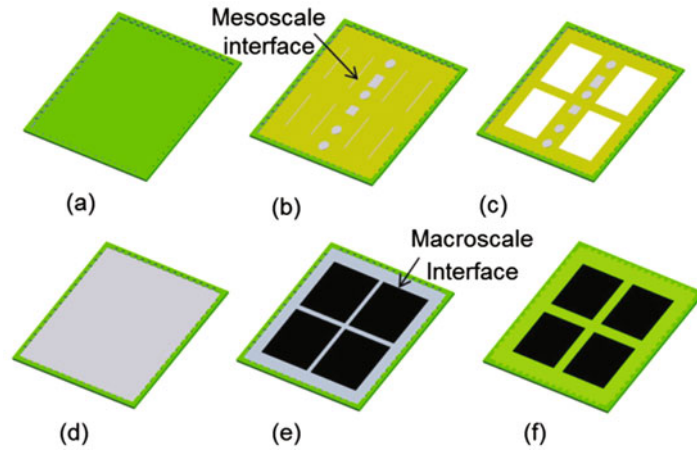 Mesoscale
interface
(a)
(b)
(c)
Macroscale
Interface
(d)
(e)
(f)